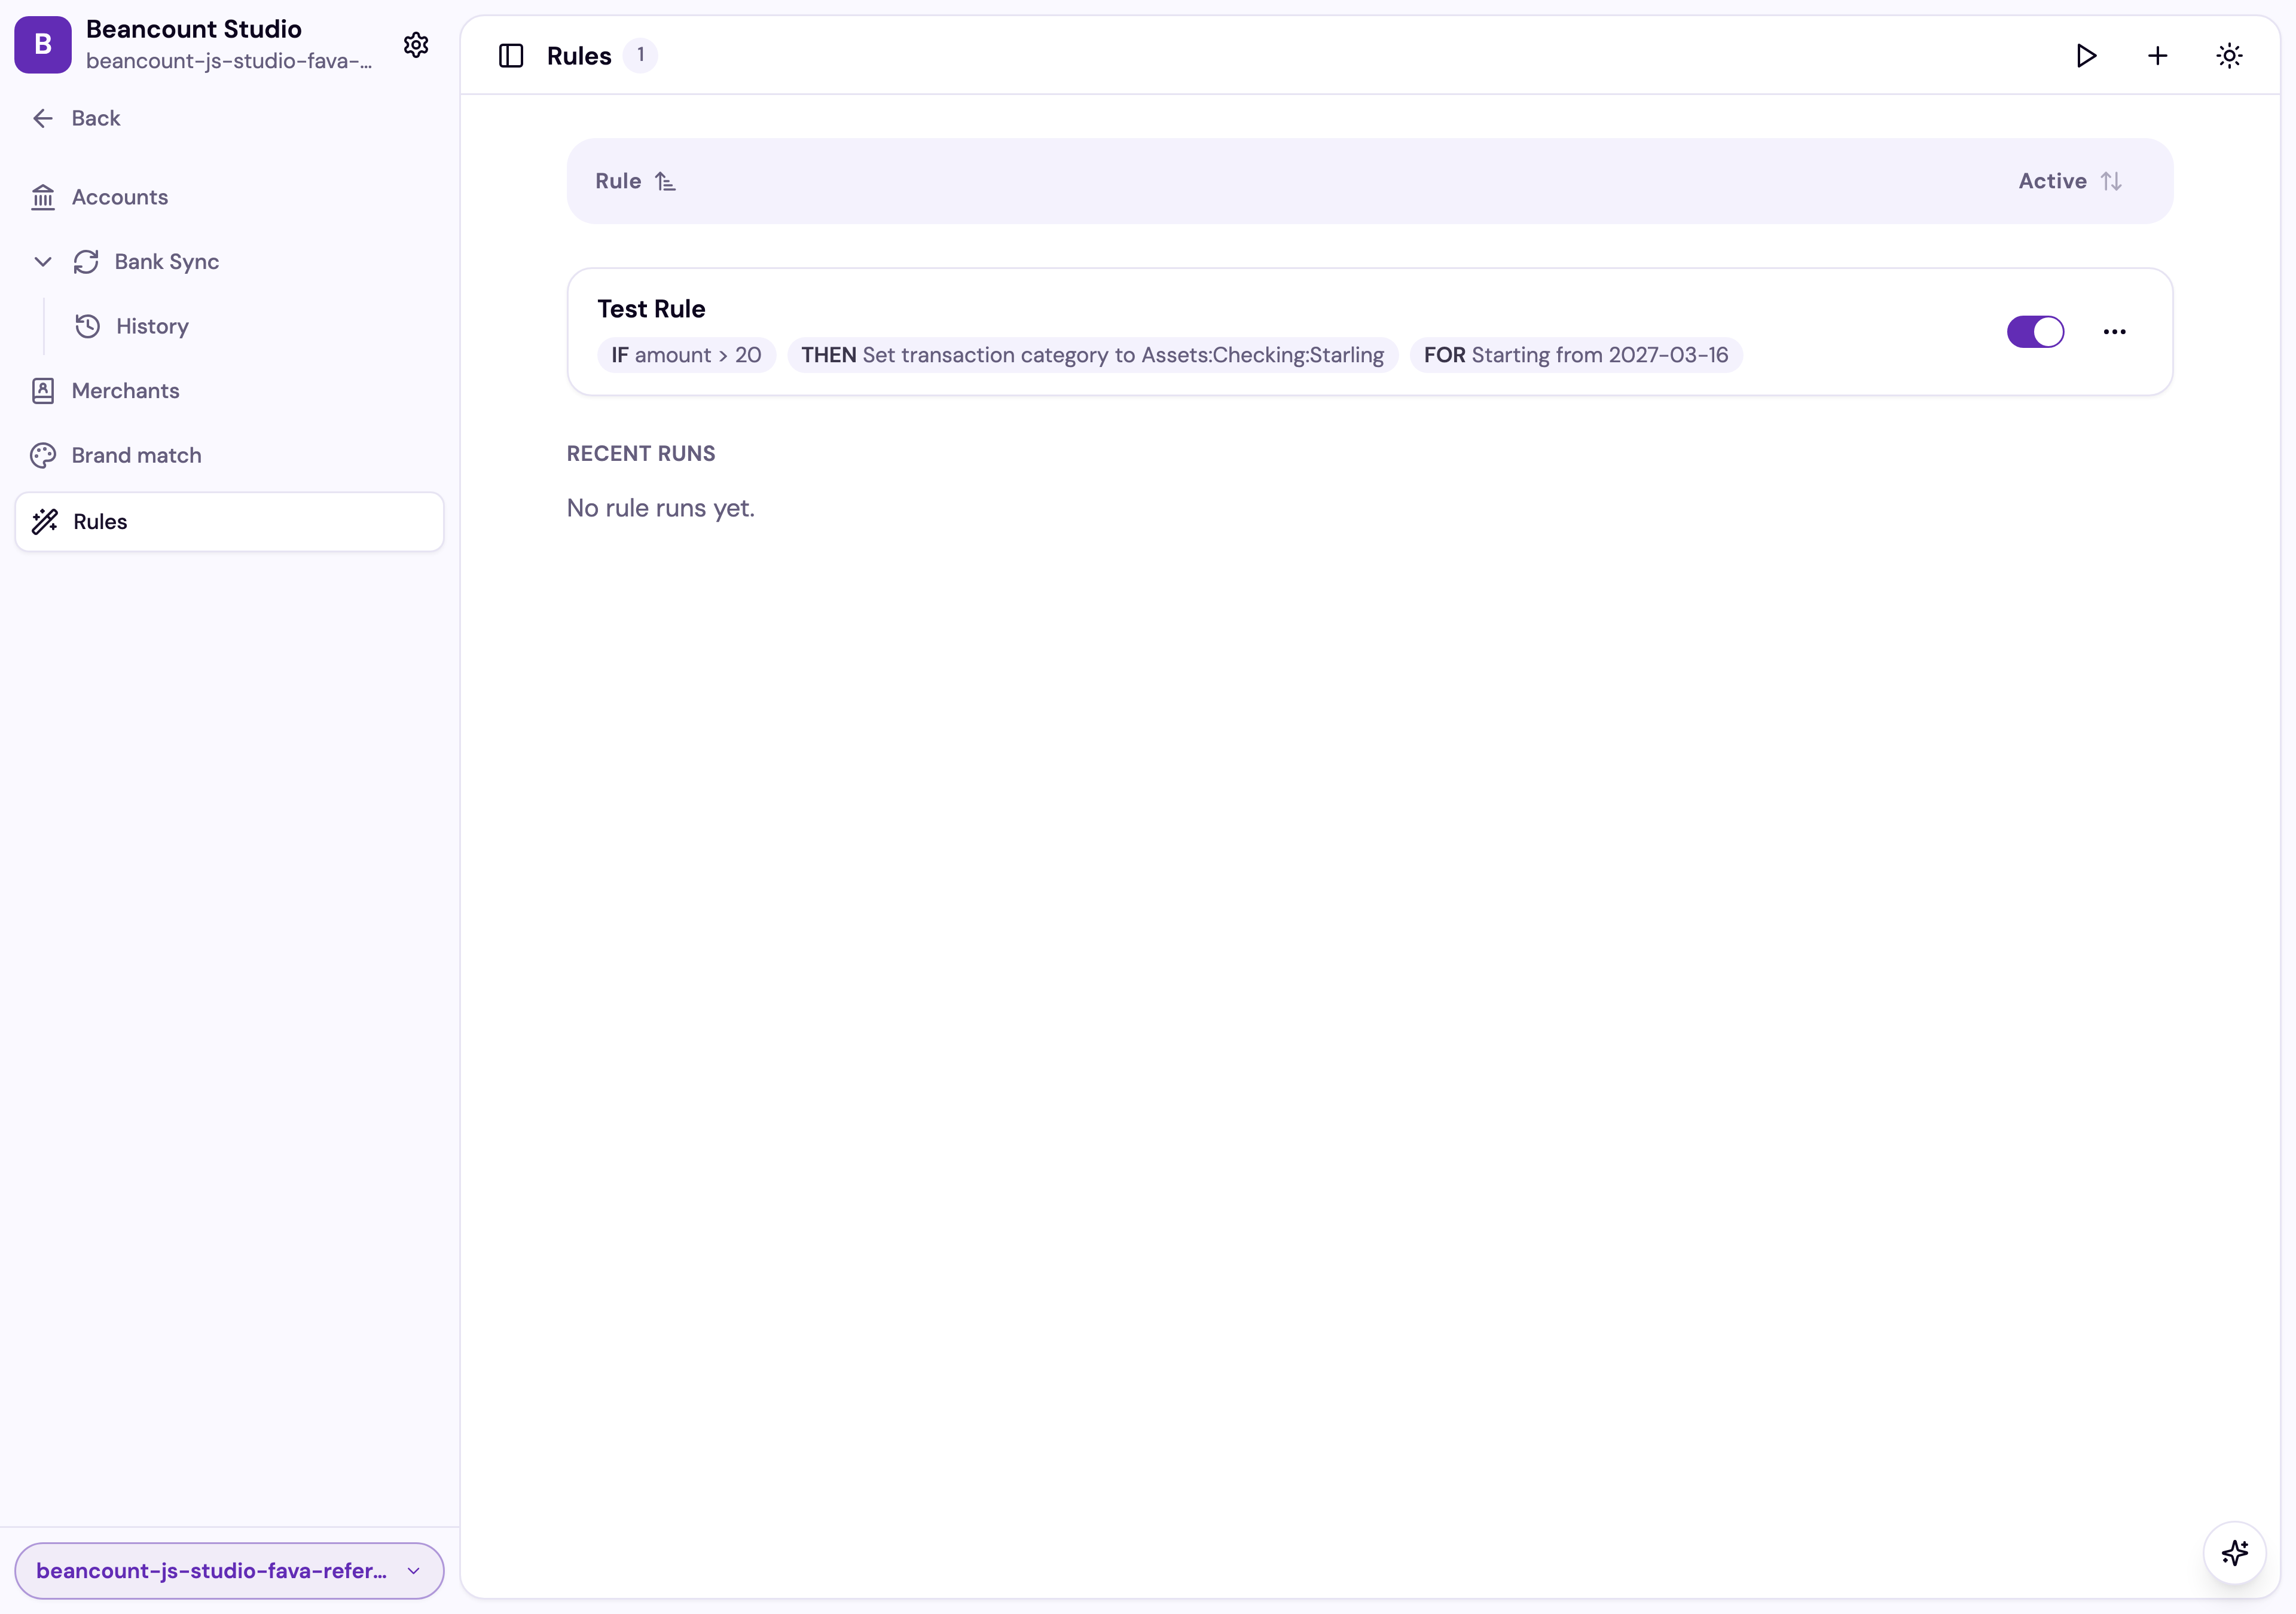 B
Beancount Studio
beancount-js-studio-fava-...
Back
Accounts
Bank Sync
History
Merchants
Brand match
Rules
beancount-js-studio-fava-refer...
Rules 1
Rule
Active
Test Rule
IF amount > 20 THEN Set transaction category to Assets:Checking:Starling FOR Starting from 2027-03-16
RECENT RUNS
No rule runs yet.